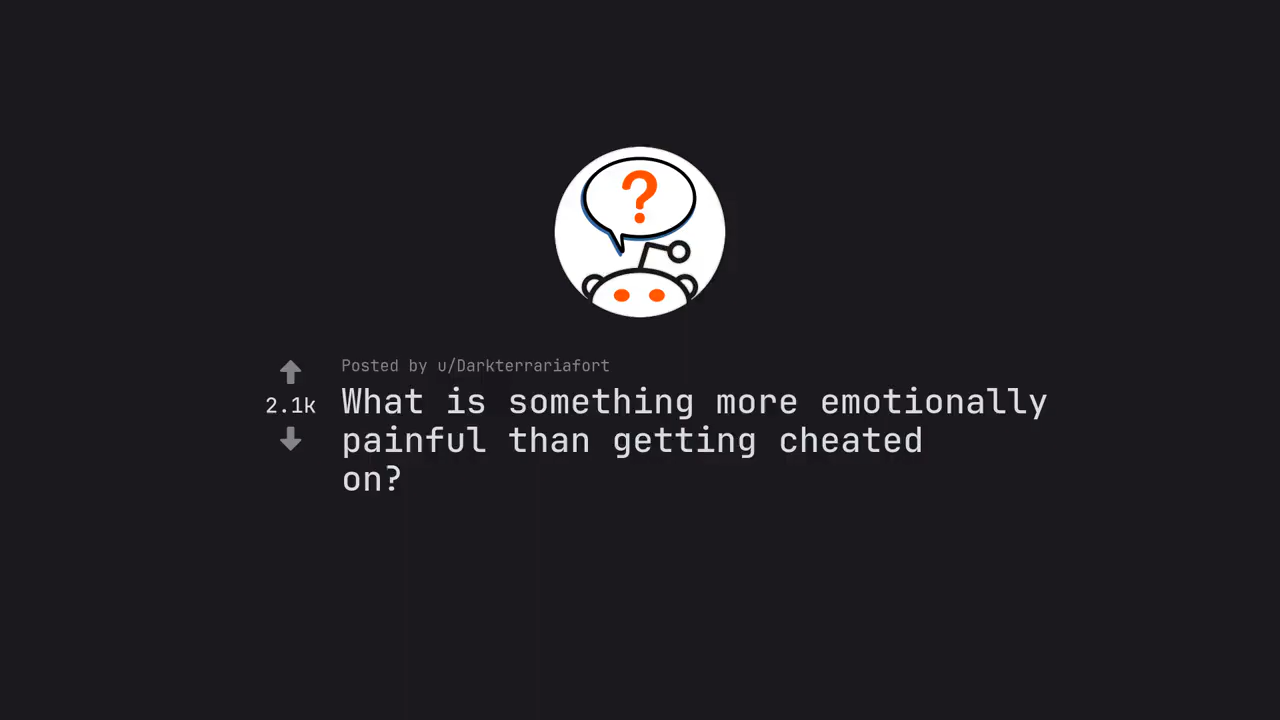 ?
Posted by u/Darkterrariafort
2.1k
What is something more emotionally
painful than getting cheated
on?